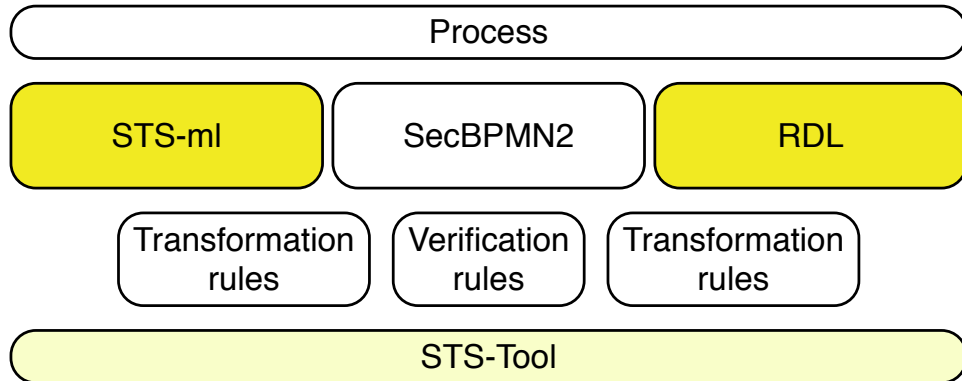 Process
STS-ml
SecBPMN2
RDL
Transformation
rules
Verification
rules
Transformation
rules
STS-Tool